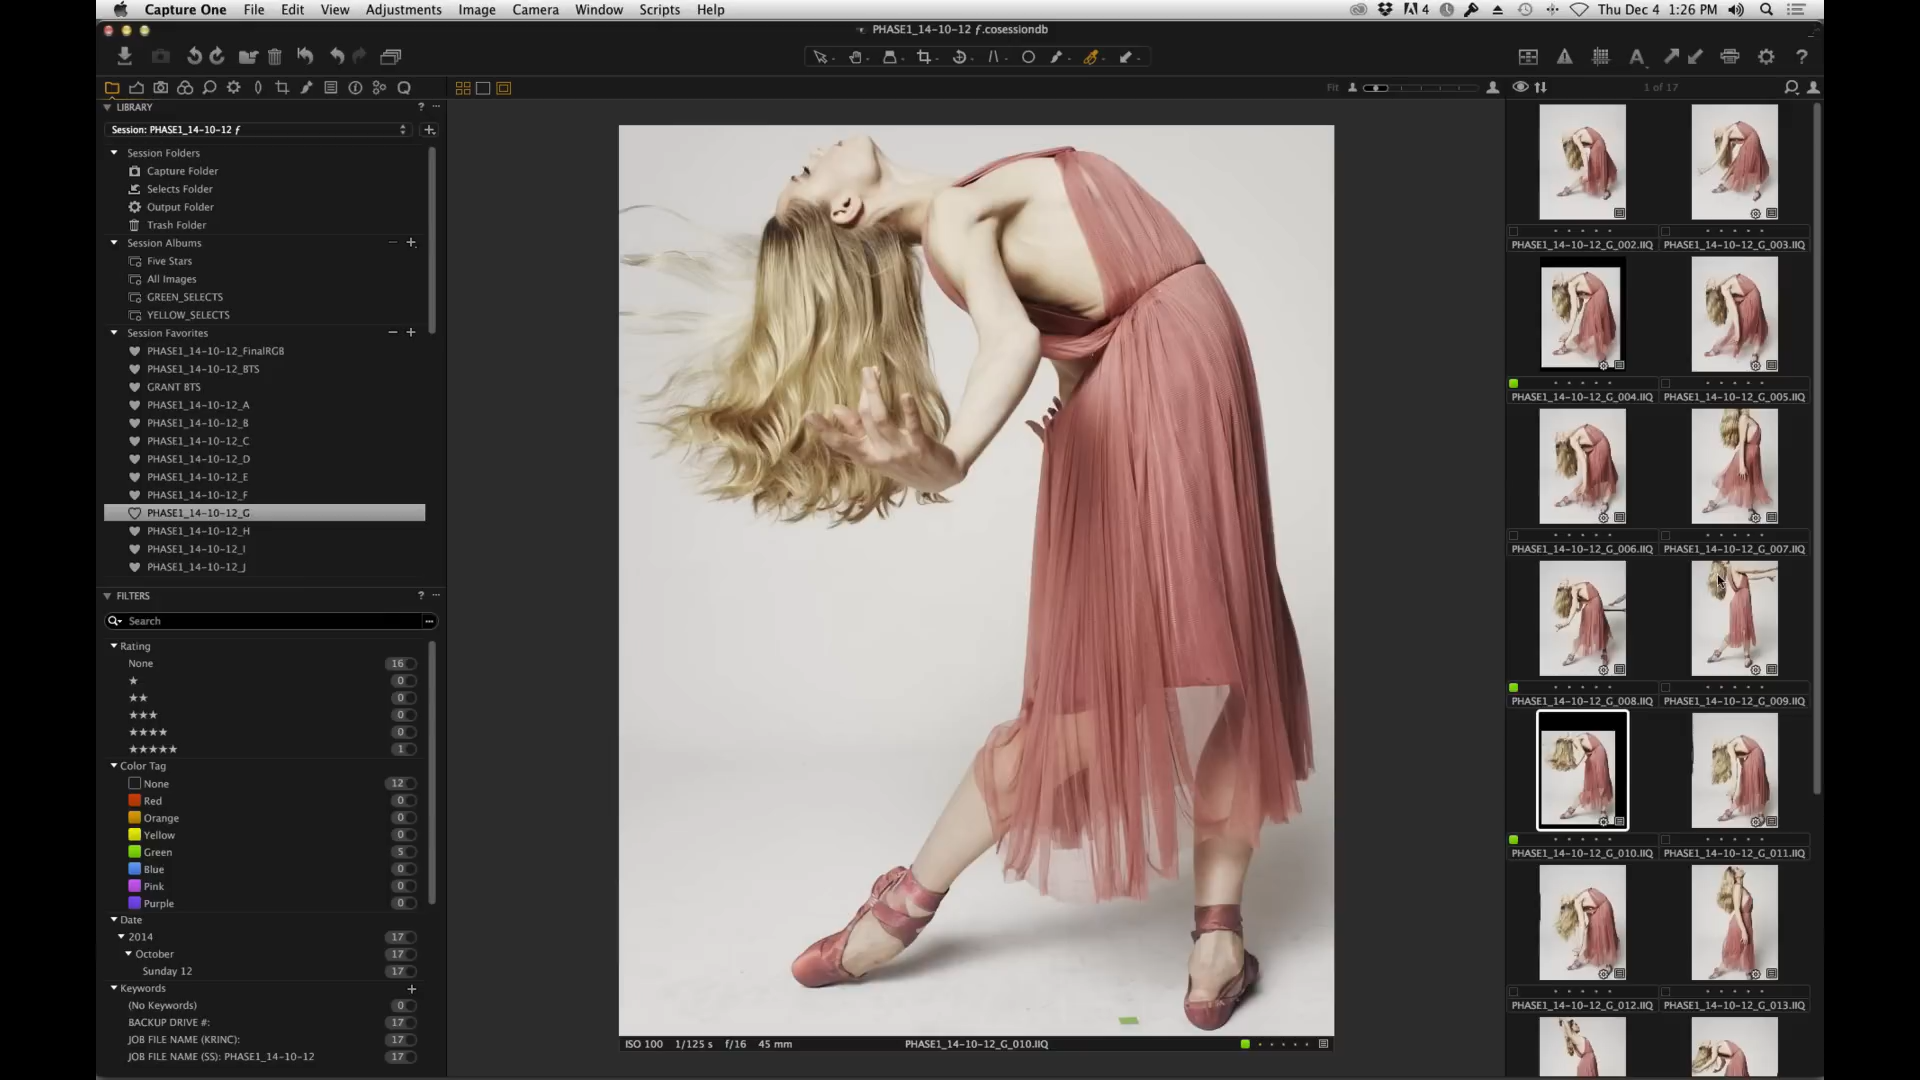 Capture One File Edit View Adjustments Image Camera Window Scripts Help
4 Thu Dec 4 1:26 PM
PHASE1_14-10-12 ƒ.cosessiondb
Fit
1 of 17
LIBRARY ?
Session: PHASE1_14-10-12 ƒ
Session Folders
Capture Folder
Selects Folder
Output Folder
Trash Folder
Session Albums
Five Stars
All Images
GREEN_SELECTS
YELLOW_SELECTS
Session Favorites
PHASE1_14-10-12_FinalRGB
PHASE1_14-10-12_BTS
GRANT BTS
PHASE1_14-10-12_A
PHASE1_14-10-12_B
PHASE1_14-10-12_C
PHASE1_14-10-12_D
PHASE1_14-10-12_E
PHASE1_14-10-12_F
PHASE1_14-10-12_G
PHASE1_14-10-12_H
PHASE1_14-10-12_I
PHASE1_14-10-12_J
FILTERS ?
Search
Rating
None 16
★ 0
★★ 0
★★★ 0
★★★★ 0
★★★★★ 1
Color Tag
None 12
Red 0
Orange 0
Yellow 0
Green 5
Blue 0
Pink 0
Purple 0
Date
2014 17
October 17
Sunday 12 17
Keywords
(No Keywords) 0
BACKUP DRIVE #: 17
JOB FILE NAME (KRINC): 17
JOB FILE NAME (SS): PHASE1_14-10-12 17
ISO 100 1/125 s f/16 45 mm PHASE1_14-10-12_G_010.IIQ
PHASE1_14-10-12_G_002.IIQ PHASE1_14-10-12_G_003.IIQ
PHASE1_14-10-12_G_004.IIQ PHASE1_14-10-12_G_005.IIQ
PHASE1_14-10-12_G_006.IIQ PHASE1_14-10-12_G_007.IIQ
PHASE1_14-10-12_G_008.IIQ PHASE1_14-10-12_G_009.IIQ
PHASE1_14-10-12_G_010.IIQ PHASE1_14-10-12_G_011.IIQ
PHASE1_14-10-12_G_012.IIQ PHASE1_14-10-12_G_013.IIQ